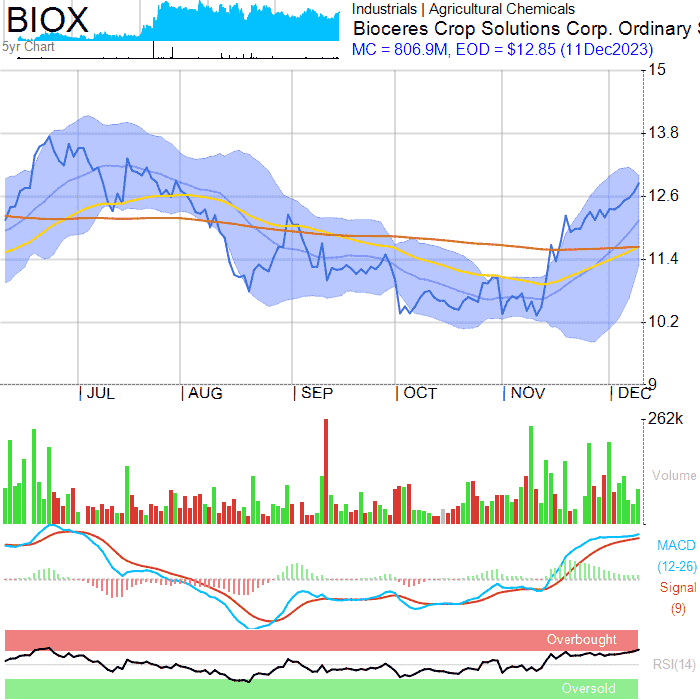 BIOX
5yr Chart
Industrials | Agricultural Chemicals
Bioceres Crop Solutions Corp. Ordinary S
MC = 806.9M, EOD = $12.85 (11Dec2023)
15
13.8
12.6
11.4
10.2
9
JUL AUG SEP OCT NOV DEC
262k
Volume
MACD
(12-26)
Signal
(9)
Overbought
RSI(14)
Oversold